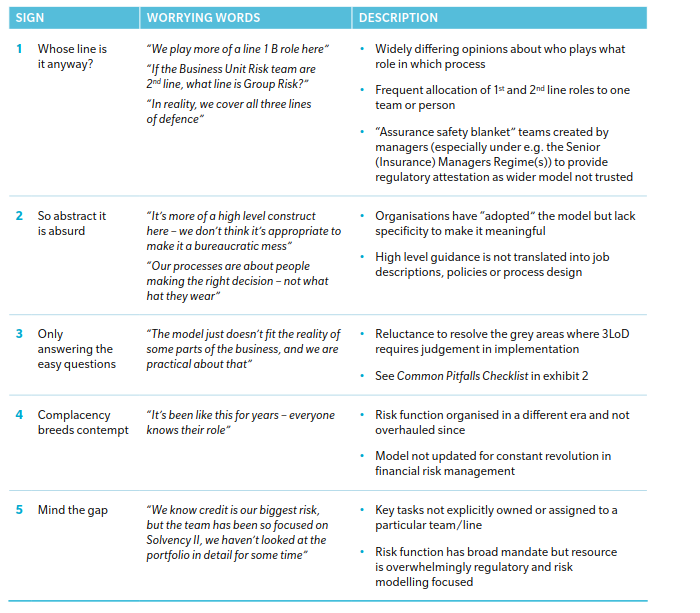 SIGN WORRYING WORDS DESCRIPTION
1 Whose line is
it anyway?
“We play more of a line 1 B role here”
“If the Business Unit Risk team are
2nd line, what line is Group Risk?”
“In reality, we cover all three lines
of defence”
• Widely differing opinions about who plays what
role in which process
• Frequent allocation of 1st and 2nd line roles to one
team or person
• “Assurance safety blanket” teams created by
managers (especially under e.g. the Senior
(Insurance) Managers Regime(s)) to provide
regulatory attestation as wider model not trusted
2 So abstract it
is absurd
“It’s more of a high level construct
here – we don’t think it’s appropriate to
make it a bureaucratic mess”
“Our processes are about people
making the right decision – not what
hat they wear”
• Organisations have “adopted” the model but lack
specificity to make it meaningful
• High level guidance is not translated into job
descriptions, policies or process design
3 Only
answering the
easy questions
“The model just doesn’t fit the reality of
some parts of the business, and we are
practical about that”
• Reluctance to resolve the grey areas where 3LoD
requires judgement in implementation
• See Common Pitfalls Checklist in exhibit 2
4 Complacency
breeds contempt
“It’s been like this for years – everyone
knows their role”
• Risk function organised in a different era and not
overhauled since
• Model not updated for constant revolution in
financial risk management
5 Mind the gap
“We know credit is our biggest risk,
but the team has been so focused on
Solvency II, we haven’t looked at the
portfolio in detail for some time”
• Key tasks not explicitly owned or assigned to a
particular team/line
• Risk function has broad mandate but resource
is overwhelmingly regulatory and risk
modelling focused